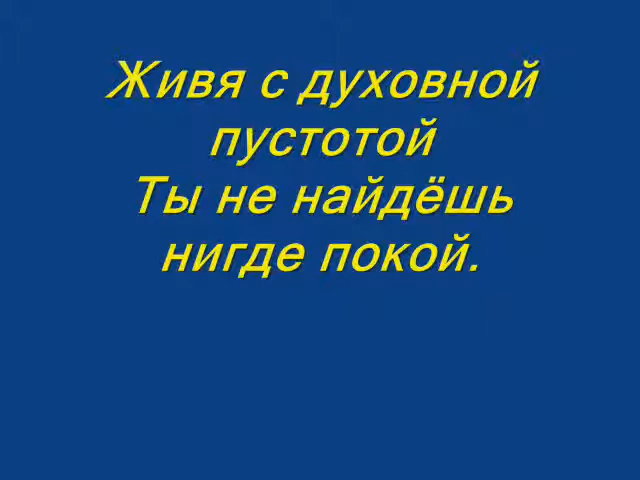 Живя с духовной
пустотой
Ты не найдёшь
нигде покой.